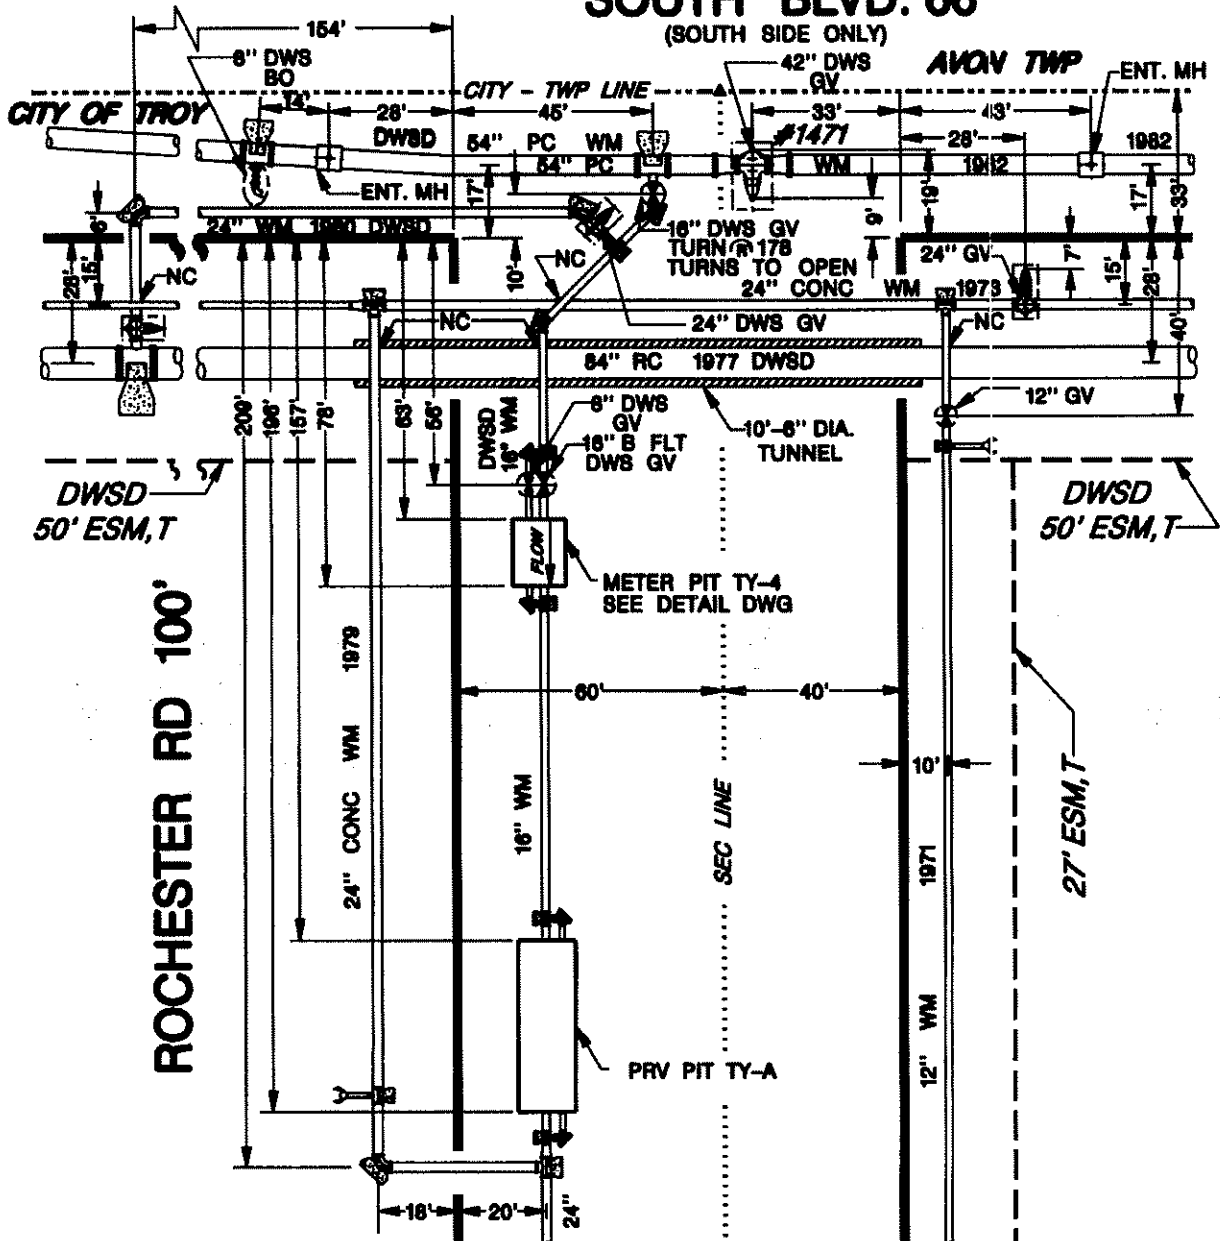 SOUTH BLVD. 66'
(SOUTH SIDE ONLY)
154'
8" DWS
BO
14'
28'
CITY OF TROY
CITY - TWP LINE
45'
42" DWS
GV
AVON TWP
ENT. MH
33'
43'
#1471
28'
1982
DWSD
54" PC WM
54" PC
WM
1982
ENT. MH
17'
19'
9'
17'
33'
6'
24" WM 1980 DWSD
16" DWS GV
TURN R 178
TURNS TO OPEN
10'
NC
28'
15'
NC
24" CONC WM 1973
24" GV
7'
15'
28'
40'
NC
24" DWS GV
NC
54" RC 1977 DWSD
12" GV
209'
196'
157'
78'
63'
56'
DWSD
16" WM
8" DWS
GV
16" B FLT
DWS GV
10'-6" DIA.
TUNNEL
DWSD
50' ESM,T
DWSD
50' ESM,T
FLOW
METER PIT TY-4
SEE DETAIL DWG
ROCHESTER RD 100'
24" CONC WM 1979
60'
40'
16" WM
SEC LINE
10'
12" WM 1971
27' ESM,T
PRV PIT TY-A
18'
20'
24"